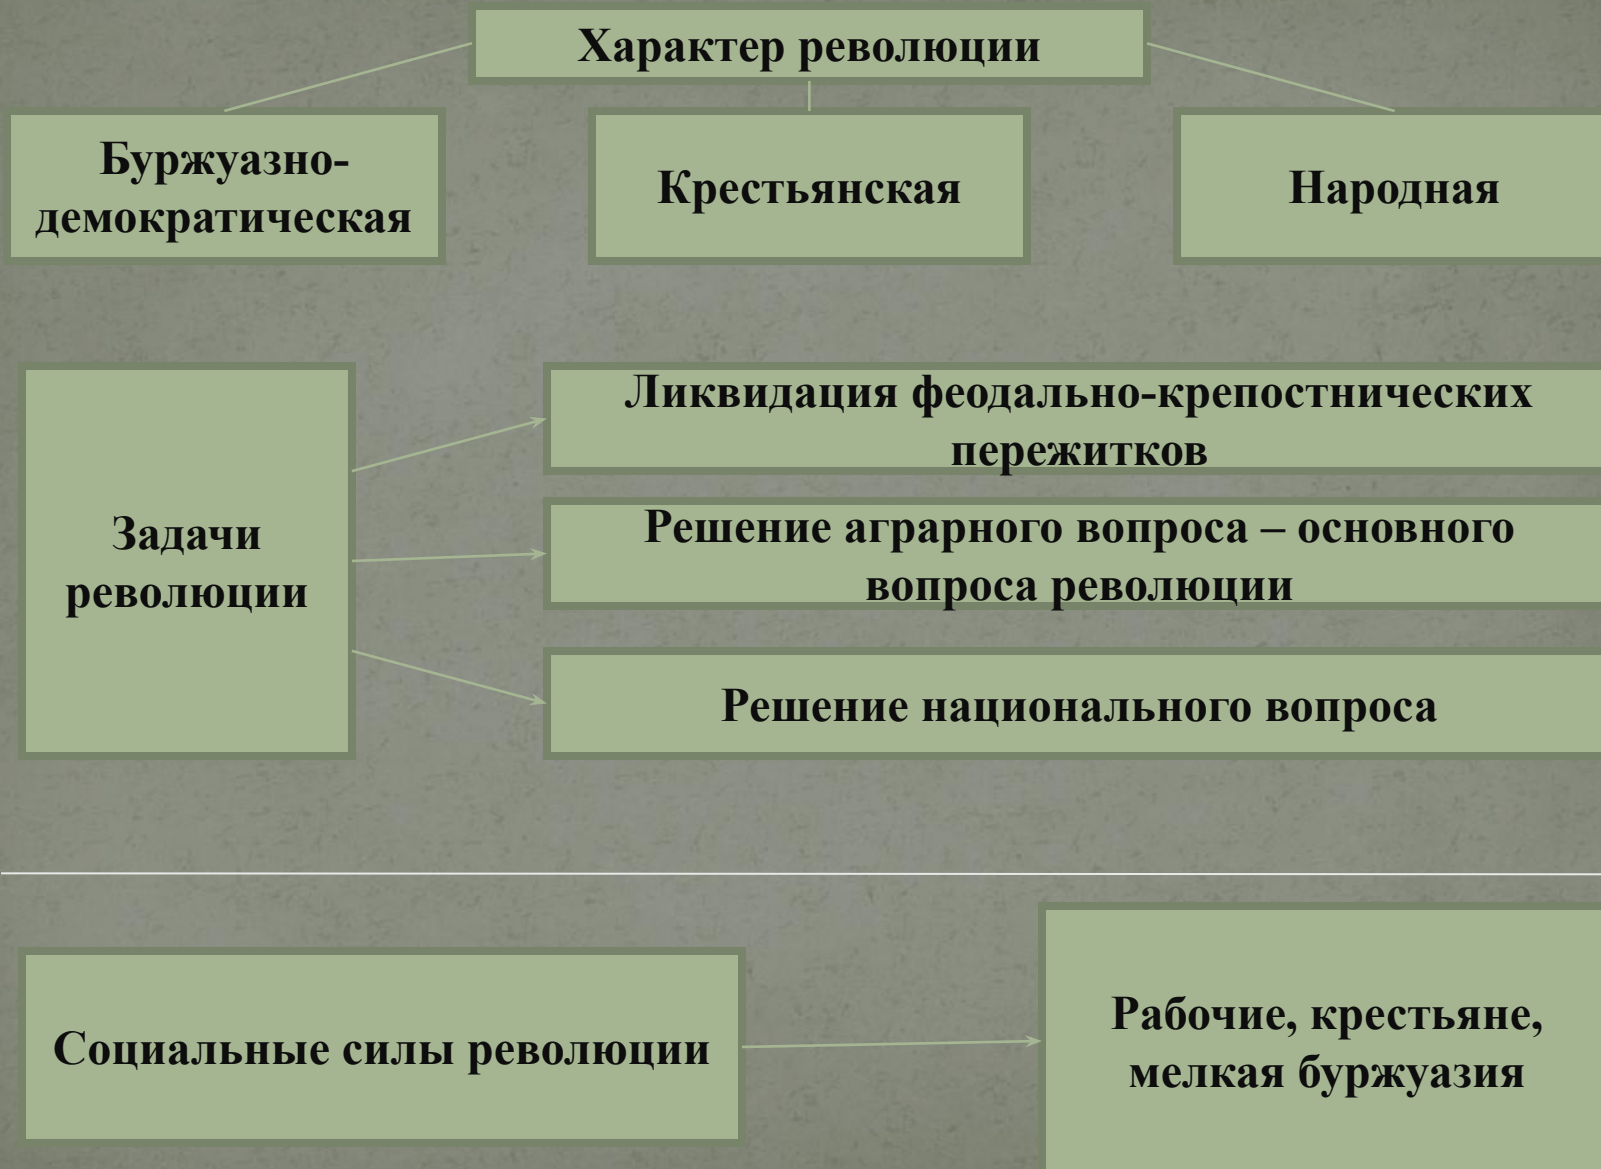 Характер революции
Буржуазно-
демократическая
Крестьянская
Народная
Задачи
революции
Ликвидация феодально-крепостнических
пережитков
Решение аграрного вопроса – основного
вопроса революции
Решение национального вопроса
Социальные силы революции
Рабочие, крестьяне,
мелкая буржуазия